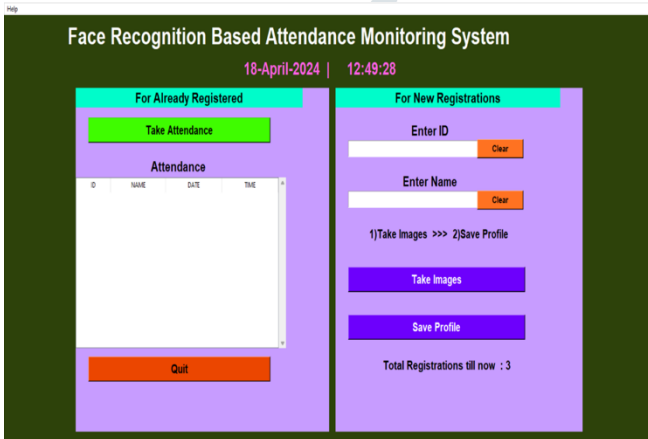 Help
Face Recognition Based Attendance Monitoring System
18-April-2024 | 12:49:28
For Already Registered
Take Attendance
Attendance
ID NAME DATE TIME
Quit
For New Registrations
Enter ID
Clear
Enter Name
Clear
1)Take Images >>> 2)Save Profile
Take Images
Save Profile
Total Registrations till now : 3